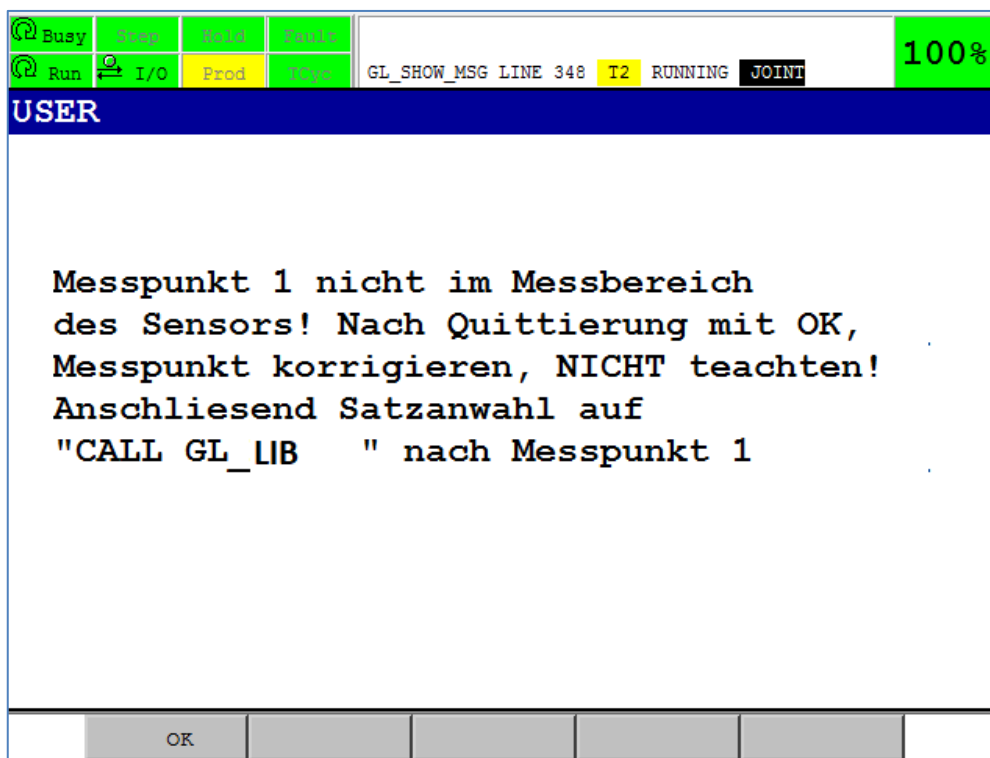 Busy Step Hold Fault
Run I/O Prod TCyc GL_SHOW_MSG LINE 348 T2 RUNNING JOINT 100%
USER
Messpunkt 1 nicht im Messbereich
des Sensors! Nach Quittierung mit OK,
Messpunkt korrigieren, NICHT teachten!
Anschliesend Satzanwahl auf
"CALL GL_LIB " nach Messpunkt 1
OK